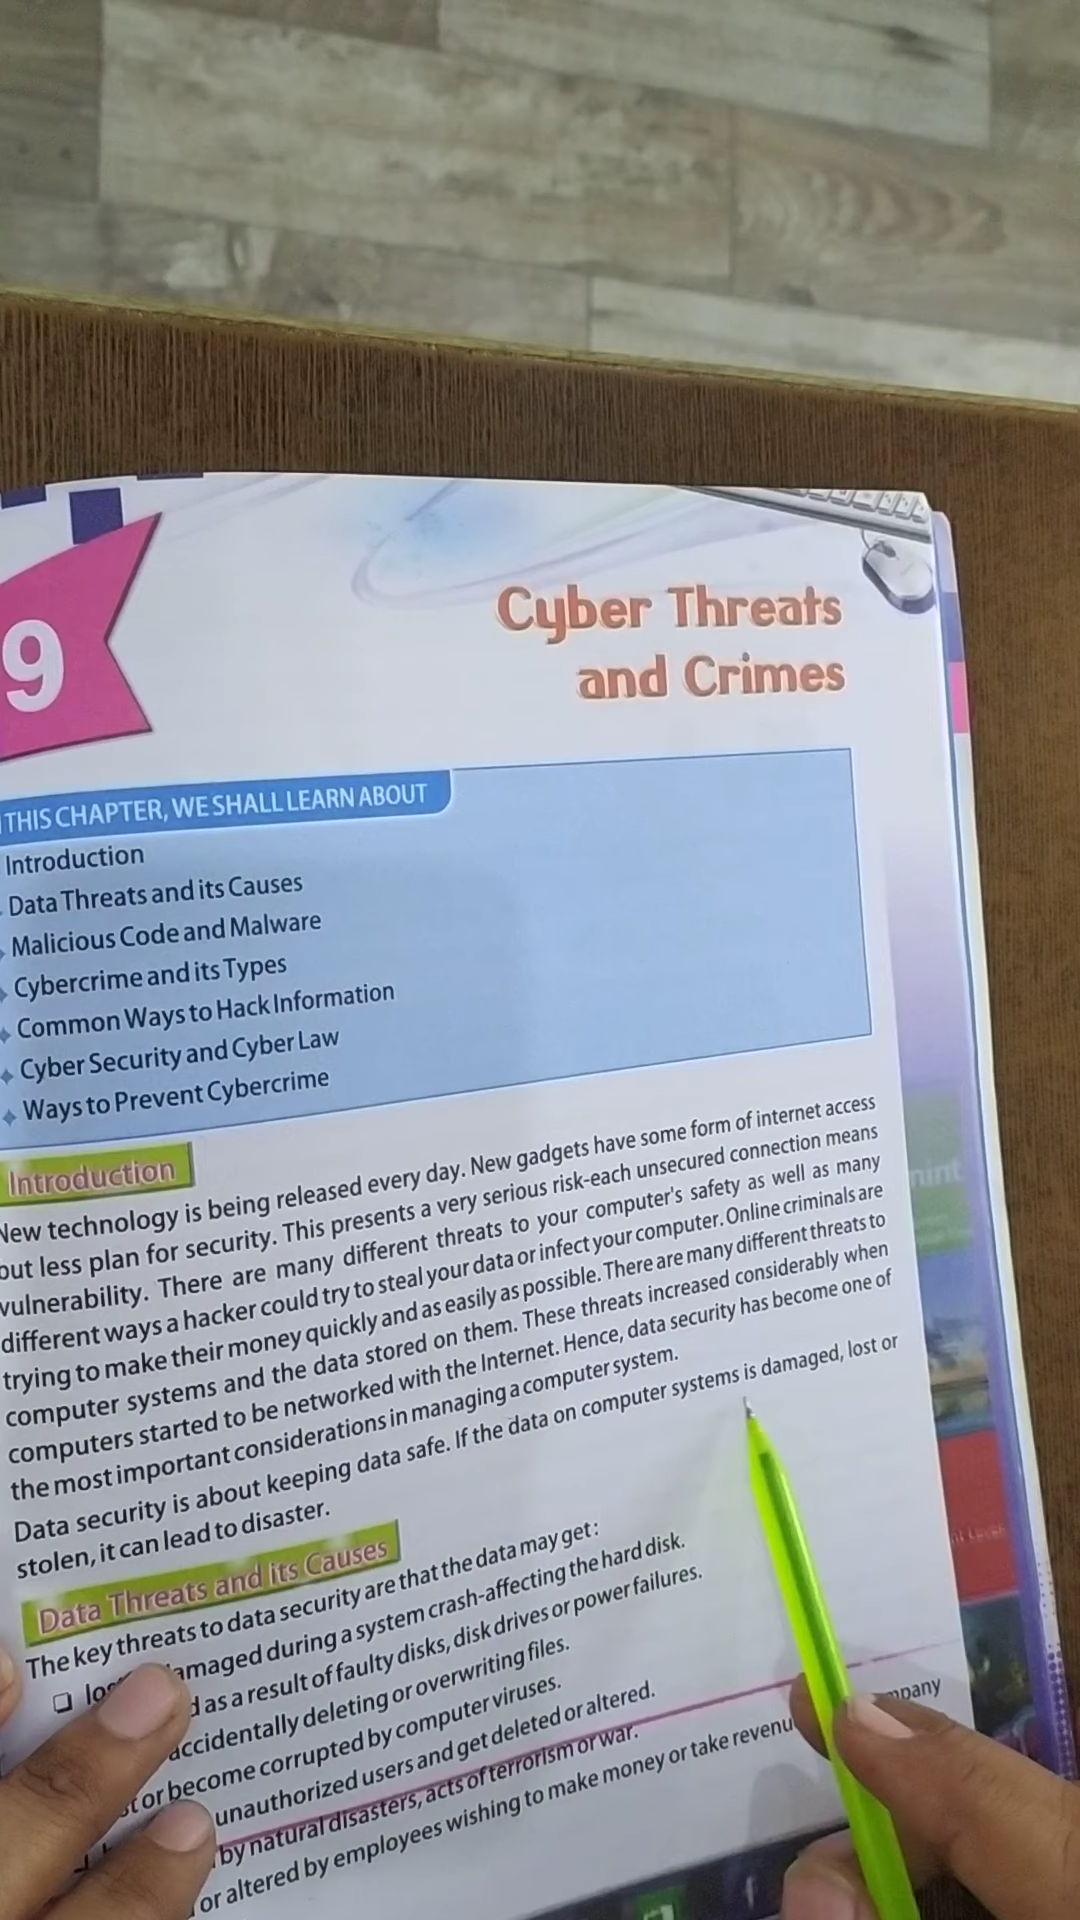 9
Cyber Threats
and Crimes
THIS CHAPTER, WE SHALL LEARN ABOUT
Introduction
Data Threats and its Causes
Malicious Code and Malware
Cybercrime and its Types
Common Ways to Hack Information
Cyber Security and Cyber Law
Ways to Prevent Cybercrime
Introduction
New technology is being released every day. New gadgets have some form of internet access
but less plan for security. This presents a very serious risk-each unsecured connection means
vulnerability. There are many different threats to your computer's safety as well as many
different ways a hacker could try to steal your data or infect your computer. Online criminals are
trying to make their money quickly and as easily as possible. There are many different threats to
computer systems and the data stored on them. These threats increased considerably when
computers started to be networked with the Internet. Hence, data security has become one of
the most important considerations in managing a computer system.
Data security is about keeping data safe. If the data on computer systems is damaged, lost or
stolen, it can lead to disaster.
Data Threats and its Causes
The key threats to data security are that the data may get :
damaged during a system crash-affecting the hard disk.
as a result of faulty disks, disk drives or power failures.
accidentally deleting or overwriting files.
or become corrupted by computer viruses.
unauthorized users and get deleted or altered.
by natural disasters, acts of terrorism or war.
or altered by employees wishing to make money or take